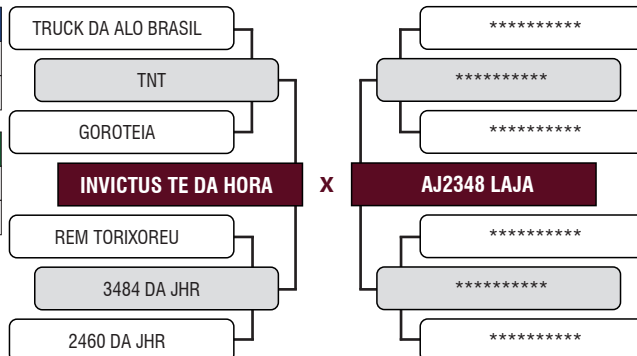 TRUCK DA ALO BRASIL
**********
TNT
**********
GOROTEIA
**********
INVICTUS TE DA HORA X AJ2348 LAJA
REM TORIXOREU
**********
3484 DA JHR
**********
2460 DA JHR
**********